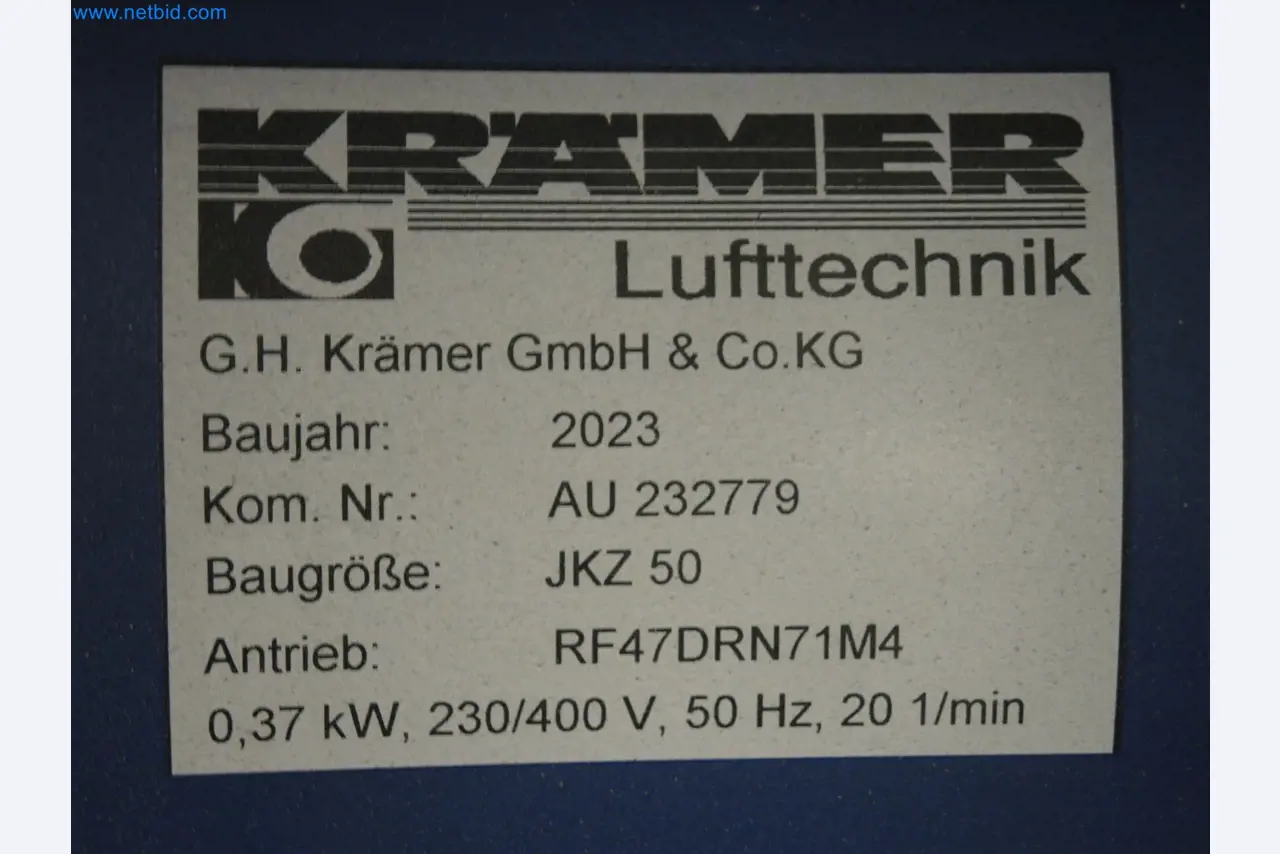 www.netbid.com
KRÄMER
Lufttechnik
G.H. Krämer GmbH & Co.KG
Baujahr: 2023
Kom. Nr.: AU 232779
Baugröße: JKZ 50
Antrieb: RF47DRN71M4
0,37 kW, 230/400 V, 50 Hz, 20 1/min